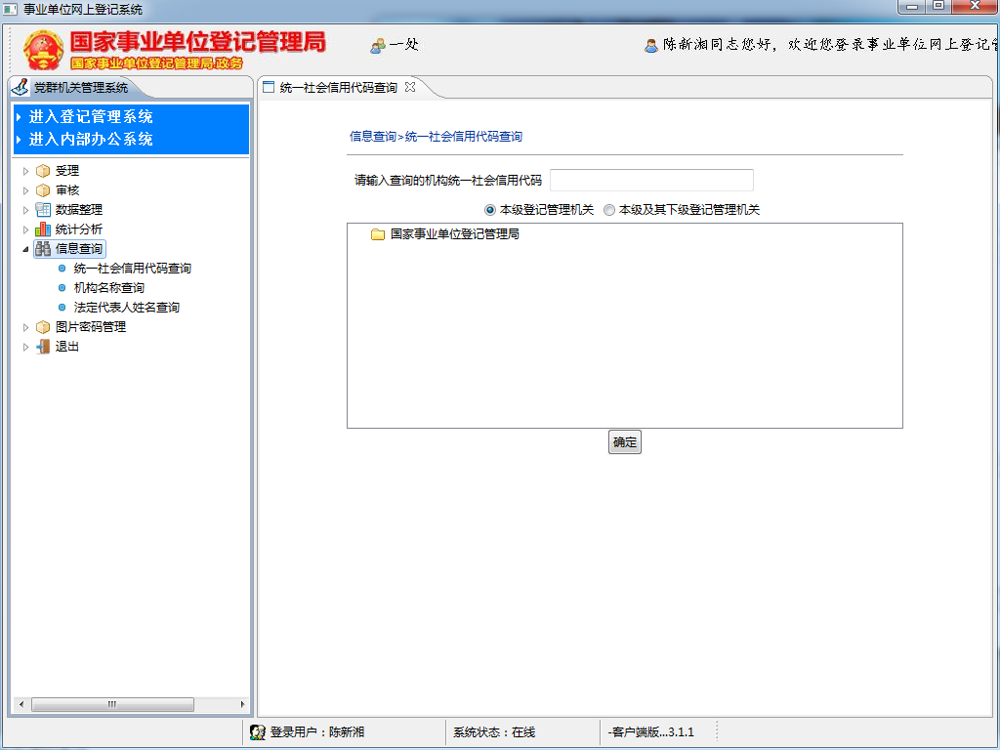 事业单位网上登记系统
国家事业单位登记管理局
国家事业单位登记管理局·政务
一处
陈新湘同志您好，欢迎您登录事业单位网上登记
党群机关管理系统
统一社会信用代码查询
进入登记管理系统
进入内部办公系统
受理
审核
数据整理
统计分析
信息查询
统一社会信用代码查询
机构名称查询
法定代表人姓名查询
图片密码管理
退出
信息查询>统一社会信用代码查询
请输入查询的机构统一社会信用代码
本级登记管理机关 本级及其下级登记管理机关
国家事业单位登记管理局
确定
登录用户：陈新湘
系统状态：在线
-客户端版...3.1.1